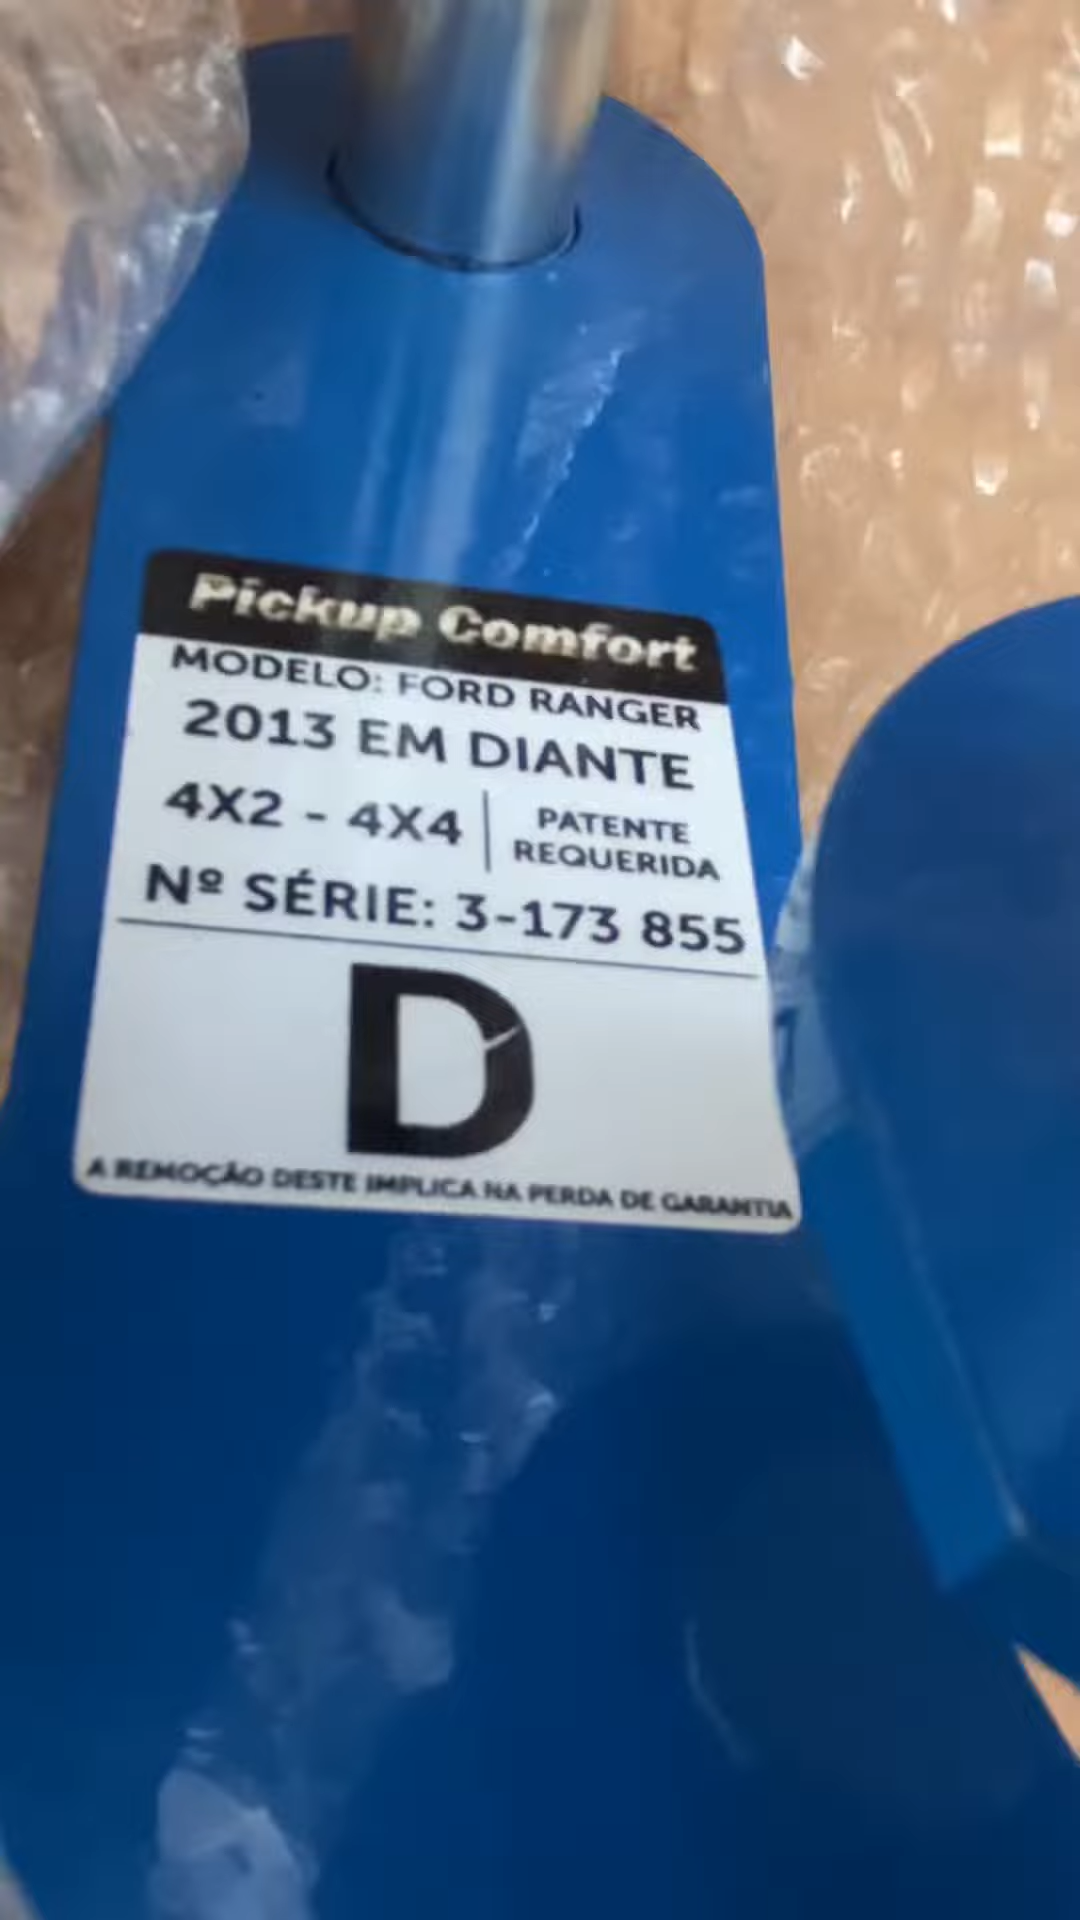 Pickup Comfort
MODELO: FORD RANGER
2013 EM DIANTE
4X2 - 4X4
PATENTE
REQUERIDA
Nº SÉRIE: 3-173 855
D
A REMOÇÃO DESTE IMPLICA NA PERDA DE GARANTIA